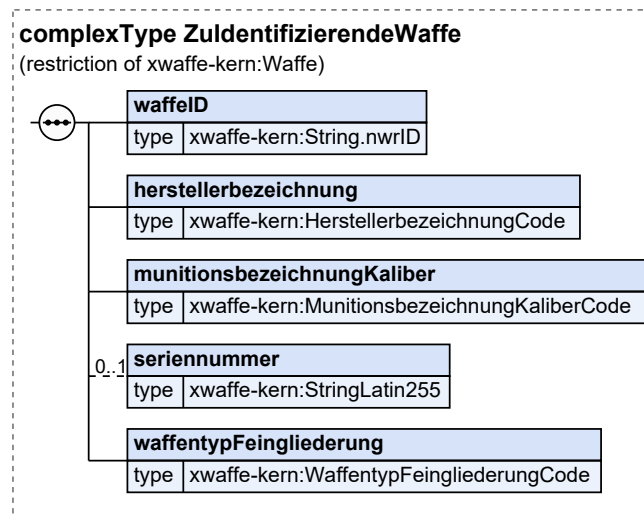 complexType ZuIdentifizierendeWaffe
(restriction of xwaffe-kern:Waffe)
waffeID
type xwaffe-kern:String.nwrID
herstellerbezeichnung
type xwaffe-kern:HerstellerbezeichnungCode
munitionsbezeichnungKaliber
type xwaffe-kern:MunitionsbezeichnungKaliberCode
0..1
seriennummer
type xwaffe-kern:StringLatin255
waffentypFeingliederung
type xwaffe-kern:WaffentypFeingliederungCode